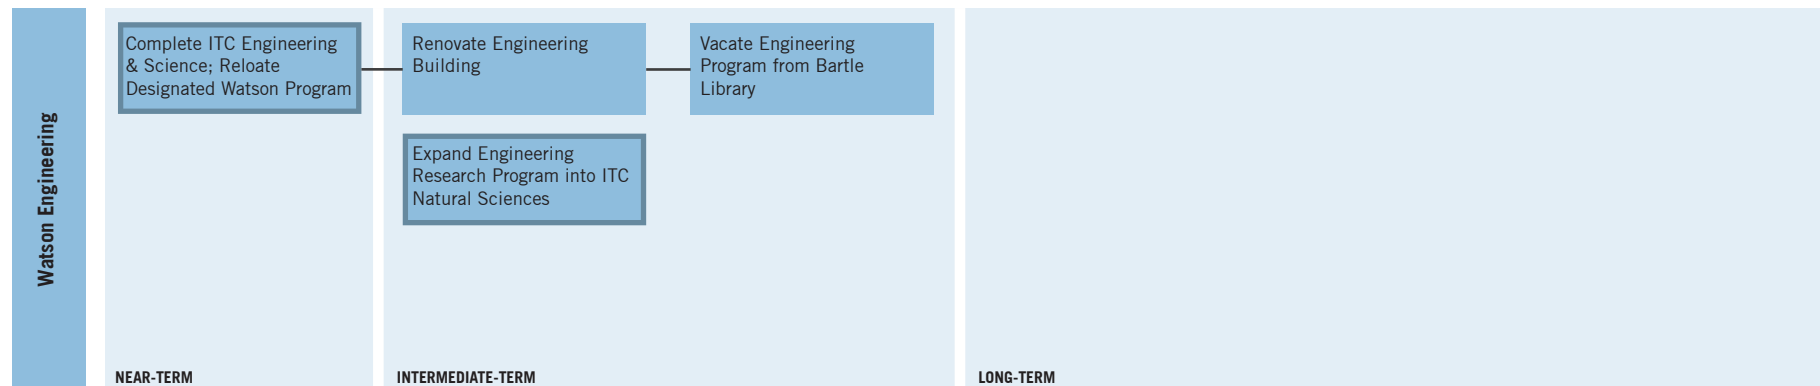 Watson Engineering
Complete ITC Engineering
& Science; Reloate
Designated Watson Program
Renovate Engineering
Building
Vacate Engineering
Program from Bartle
Library
Expand Engineering
Research Program into ITC
Natural Sciences
NEAR-TERM
INTERMEDIATE-TERM
LONG-TERM